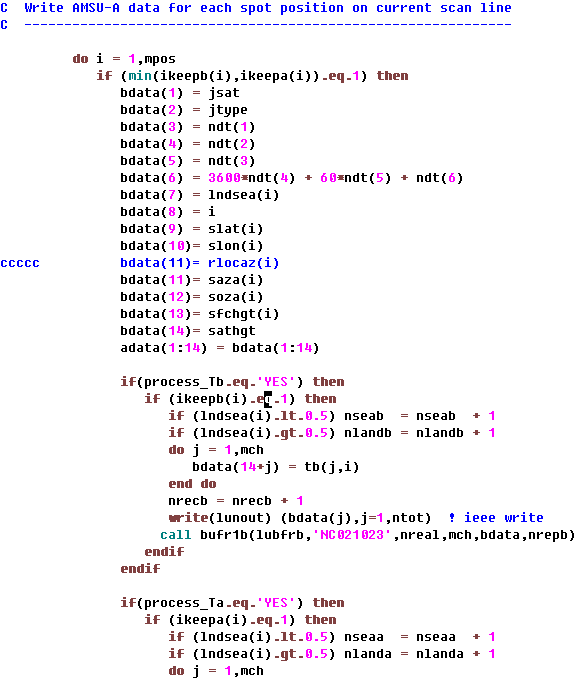 C  Write AMSU-A data for each spot position on current scan line
C  -------------------------------------------------------------
do i = 1,mpos
if (min(ikeepb(i),ikeepa(i)).eq.1) then
bdata(1) = jsat
bdata(2) = jtype
bdata(3) = ndt(1)
bdata(4) = ndt(2)
bdata(5) = ndt(3)
bdata(6) = 3600*ndt(4) + 60*ndt(5) + ndt(6)
bdata(7) = lndsea(i)
bdata(8) = i
bdata(9) = slat(i)
bdata(10)= slon(i)
ccccc          bdata(11)= rlocaz(i)
bdata(11)= saza(i)
bdata(12)= soza(i)
bdata(13)= sfchgt(i)
bdata(14)= sathgt
adata(1:14) = bdata(1:14)
if(process_Tb.eq.'YES') then
if (ikeepb(i).eq.1) then
if (lndsea(i).lt.0.5) nseab  = nseab  + 1
if (lndsea(i).gt.0.5) nlandb = nlandb + 1
do j = 1,mch
bdata(14+j) = tb(j,i)
end do
nrecb = nrecb + 1
write(lunout) (bdata(j),j=1,ntot)  ! ieee write
call bufr1b(lubfrb,'NC021023',nreal,mch,bdata,nrepb)
endif
endif
if(process_Ta.eq.'YES') then
if (ikeepa(i).eq.1) then
if (lndsea(i).lt.0.5) nseaa  = nseaa  + 1
if (lndsea(i).gt.0.5) nlanda = nlanda + 1
do j = 1,mch